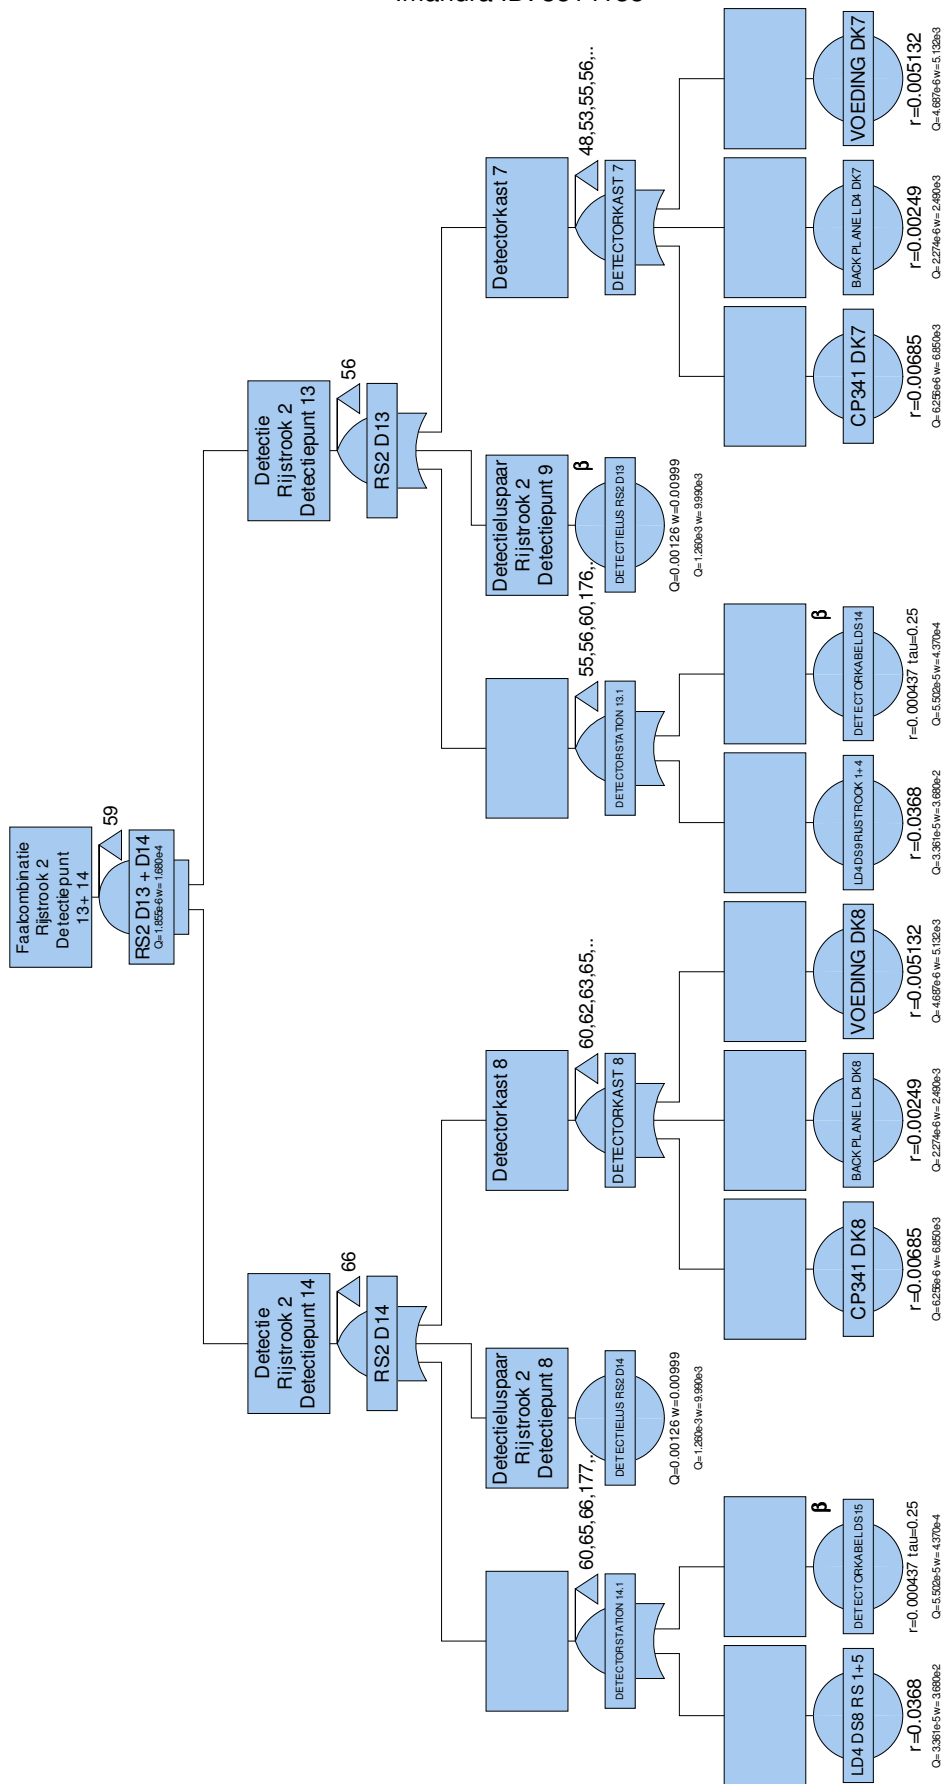 Faalcombinatie
Rijstrook 2
Detectiepunt
13+ 14
59
RS2 D13 + D14
Q=1.855e-6 w= 1.680e-4
Detectie
Rijstrook 2
Detectiepunt 14
66
RS2 D14
Detectie
Rijstrook 2
Detectiepunt 13
56
RS2 D13
60,65,66,177,..
DETECTORSTATION 14.1
Detectieluspaar
Rijstrook 2
Detectiepunt 8
DETECTIELUS RS2 D14
Q=0.00126 w=0.00999
Q=1.260e-3 w=9.990e-3
Detectorkast 8
60,62,63,65,..
DETECTORKAST 8
55,56,60,176,..
DETECTORSTATION 13.1
Detectieluspaar
Rijstrook 2
Detectiepunt 9
β
DETECTIELUS RS2 D13
Q=0.00126 w=0.00999
Q=1.260e-3 w= 9.990e-3
Detectorkast 7
48,53,55,56,..
DETECTORKAST 7
LD4 DS8 RS 1+5
r=0.0368
Q=3.361e-5 w= 3.680e-2
β
DETECTORKABEL DS15
r=0.000437 tau=0.25
Q=5.502e-5 w= 4.370e-4
CP341 DK8
r=0.00685
Q=6.256e-6 w= 6.850e-3
BACK PLANE LD4 DK8
r=0.00249
Q=2.274e-6 w= 2.490e-3
VOEDING DK8
r=0.005132
Q=4.687e-6 w= 5.132e-3
LD4 DS9 RIJSTROOK 1+4
r=0.0368
Q=3.361e-5 w= 3.680e-2
β
DETECTORKABEL DS14
r=0.000437 tau=0.25
Q=5.502e-5 w= 4.370e-4
CP341 DK7
r=0.00685
Q=6.256e-6 w= 6.850e-3
BACK PLANE LD4 DK7
r=0.00249
Q=2.274e-6 w= 2.490e-3
VOEDING DK7
r=0.005132
Q=4.687e-6 w= 5.132e-3